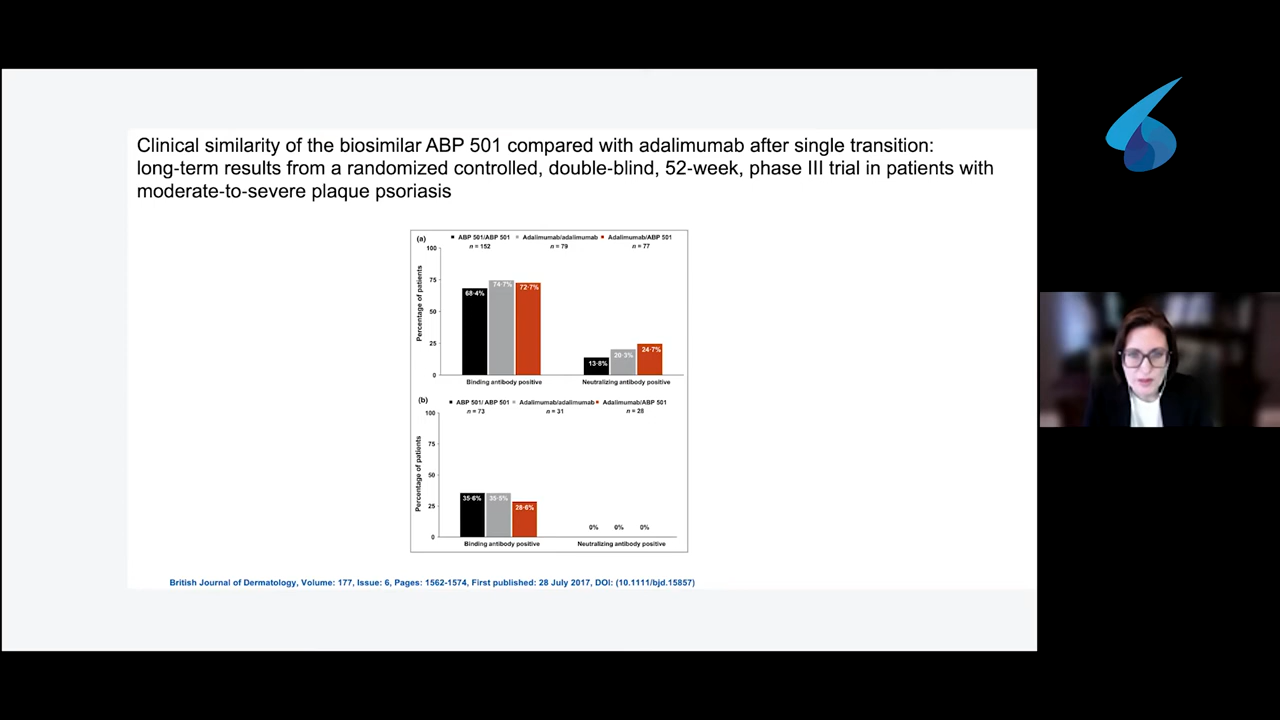 Clinical similarity of the biosimilar ABP 501 compared with adalimumab after single transition:
long-term results from a randomized controlled, double-blind, 52-week, phase III trial in patients with
moderate-to-severe plaque psoriasis
(a)
ABP 501/ABP 501 Adalimumab/adalimumab Adalimumab/ABP 501
n = 152 n = 79 n = 77
Percentage of patients
100
75
50
25
0
68·4% 74·7% 72·7%
13·8% 20·3% 24·7%
Binding antibody positive Neutralizing antibody positive
(b)
ABP 501/ ABP 501 Adalimumab/adalimumab Adalimumab/ABP 501
n = 73 n = 31 n = 28
Percentage of patients
100
75
50
25
0
35·6% 35·5% 28·6%
0% 0% 0%
Binding antibody positive Neutralizing antibody positive
British Journal of Dermatology, Volume: 177, Issue: 6, Pages: 1562-1574, First published: 28 July 2017, DOI: (10.1111/bjd.15857)